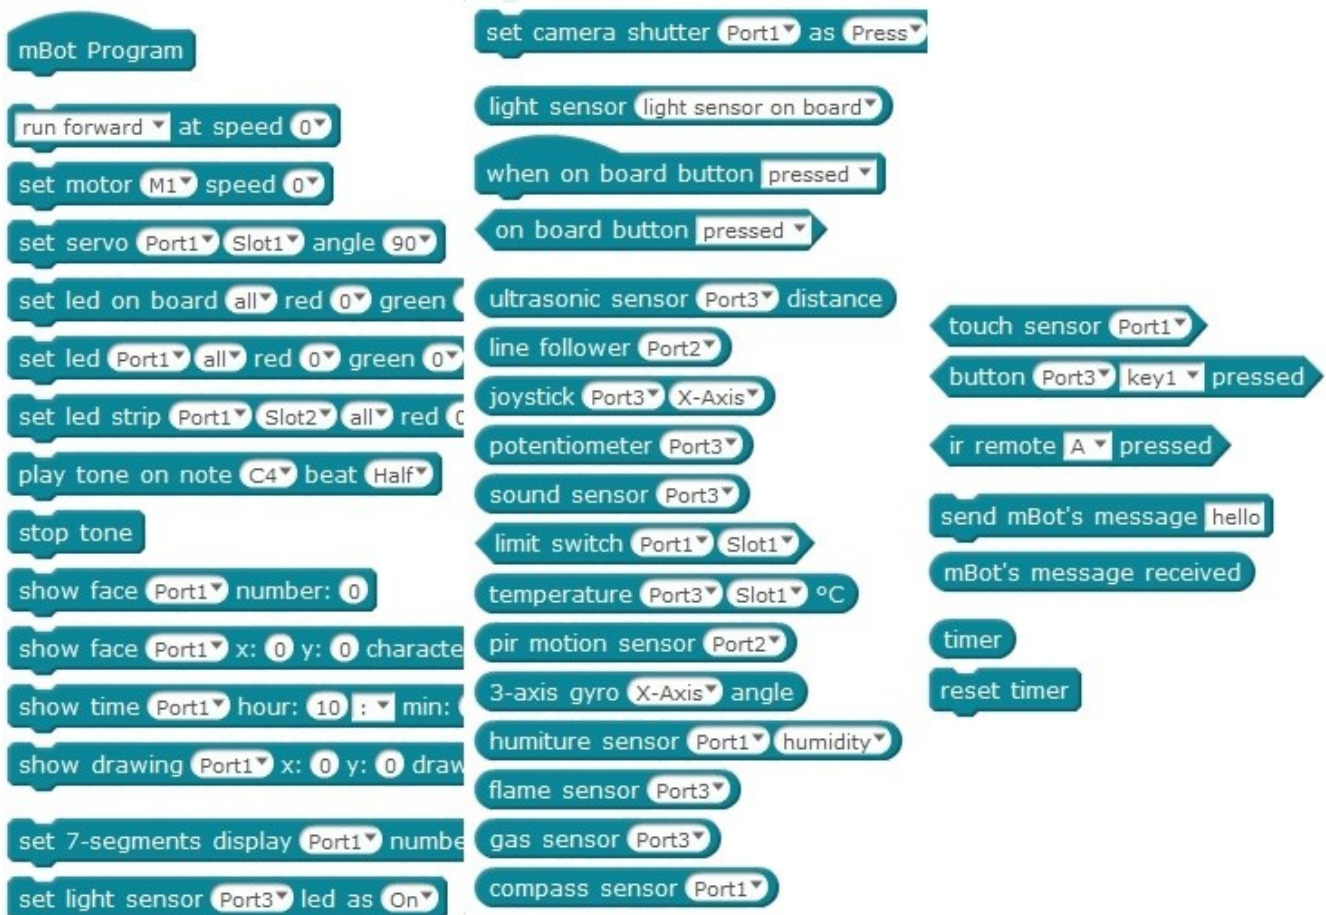 mBot Program
run forward at speed 0
set motor M1 speed 0
set servo Port1 Slot1 angle 90
set led on board all red 0 green
set led Port1 all red 0 green 0
set led strip Port1 Slot2 all red
play tone on note C4 beat Half
stop tone
show face Port1 number: 0
show face Port1 x: 0 y: 0 characte
show time Port1 hour: 10 : min:
show drawing Port1 x: 0 y: 0 draw
set 7-segments display Port1 numbe
set light sensor Port3 led as On
set camera shutter Port1 as Press
light sensor light sensor on board
when on board button pressed
on board button pressed
ultrasonic sensor Port3 distance
line follower Port2
joystick Port3 X-Axis
potentiometer Port3
sound sensor Port3
limit switch Port1 Slot1
temperature Port3 Slot1 °C
pir motion sensor Port2
3-axis gyro X-Axis angle
humiture sensor Port1 humidity
flame sensor Port3
gas sensor Port3
compass sensor Port1
touch sensor Port1
button Port3 key1 pressed
ir remote A pressed
send mBot's message hello
mBot's message received
timer
reset timer